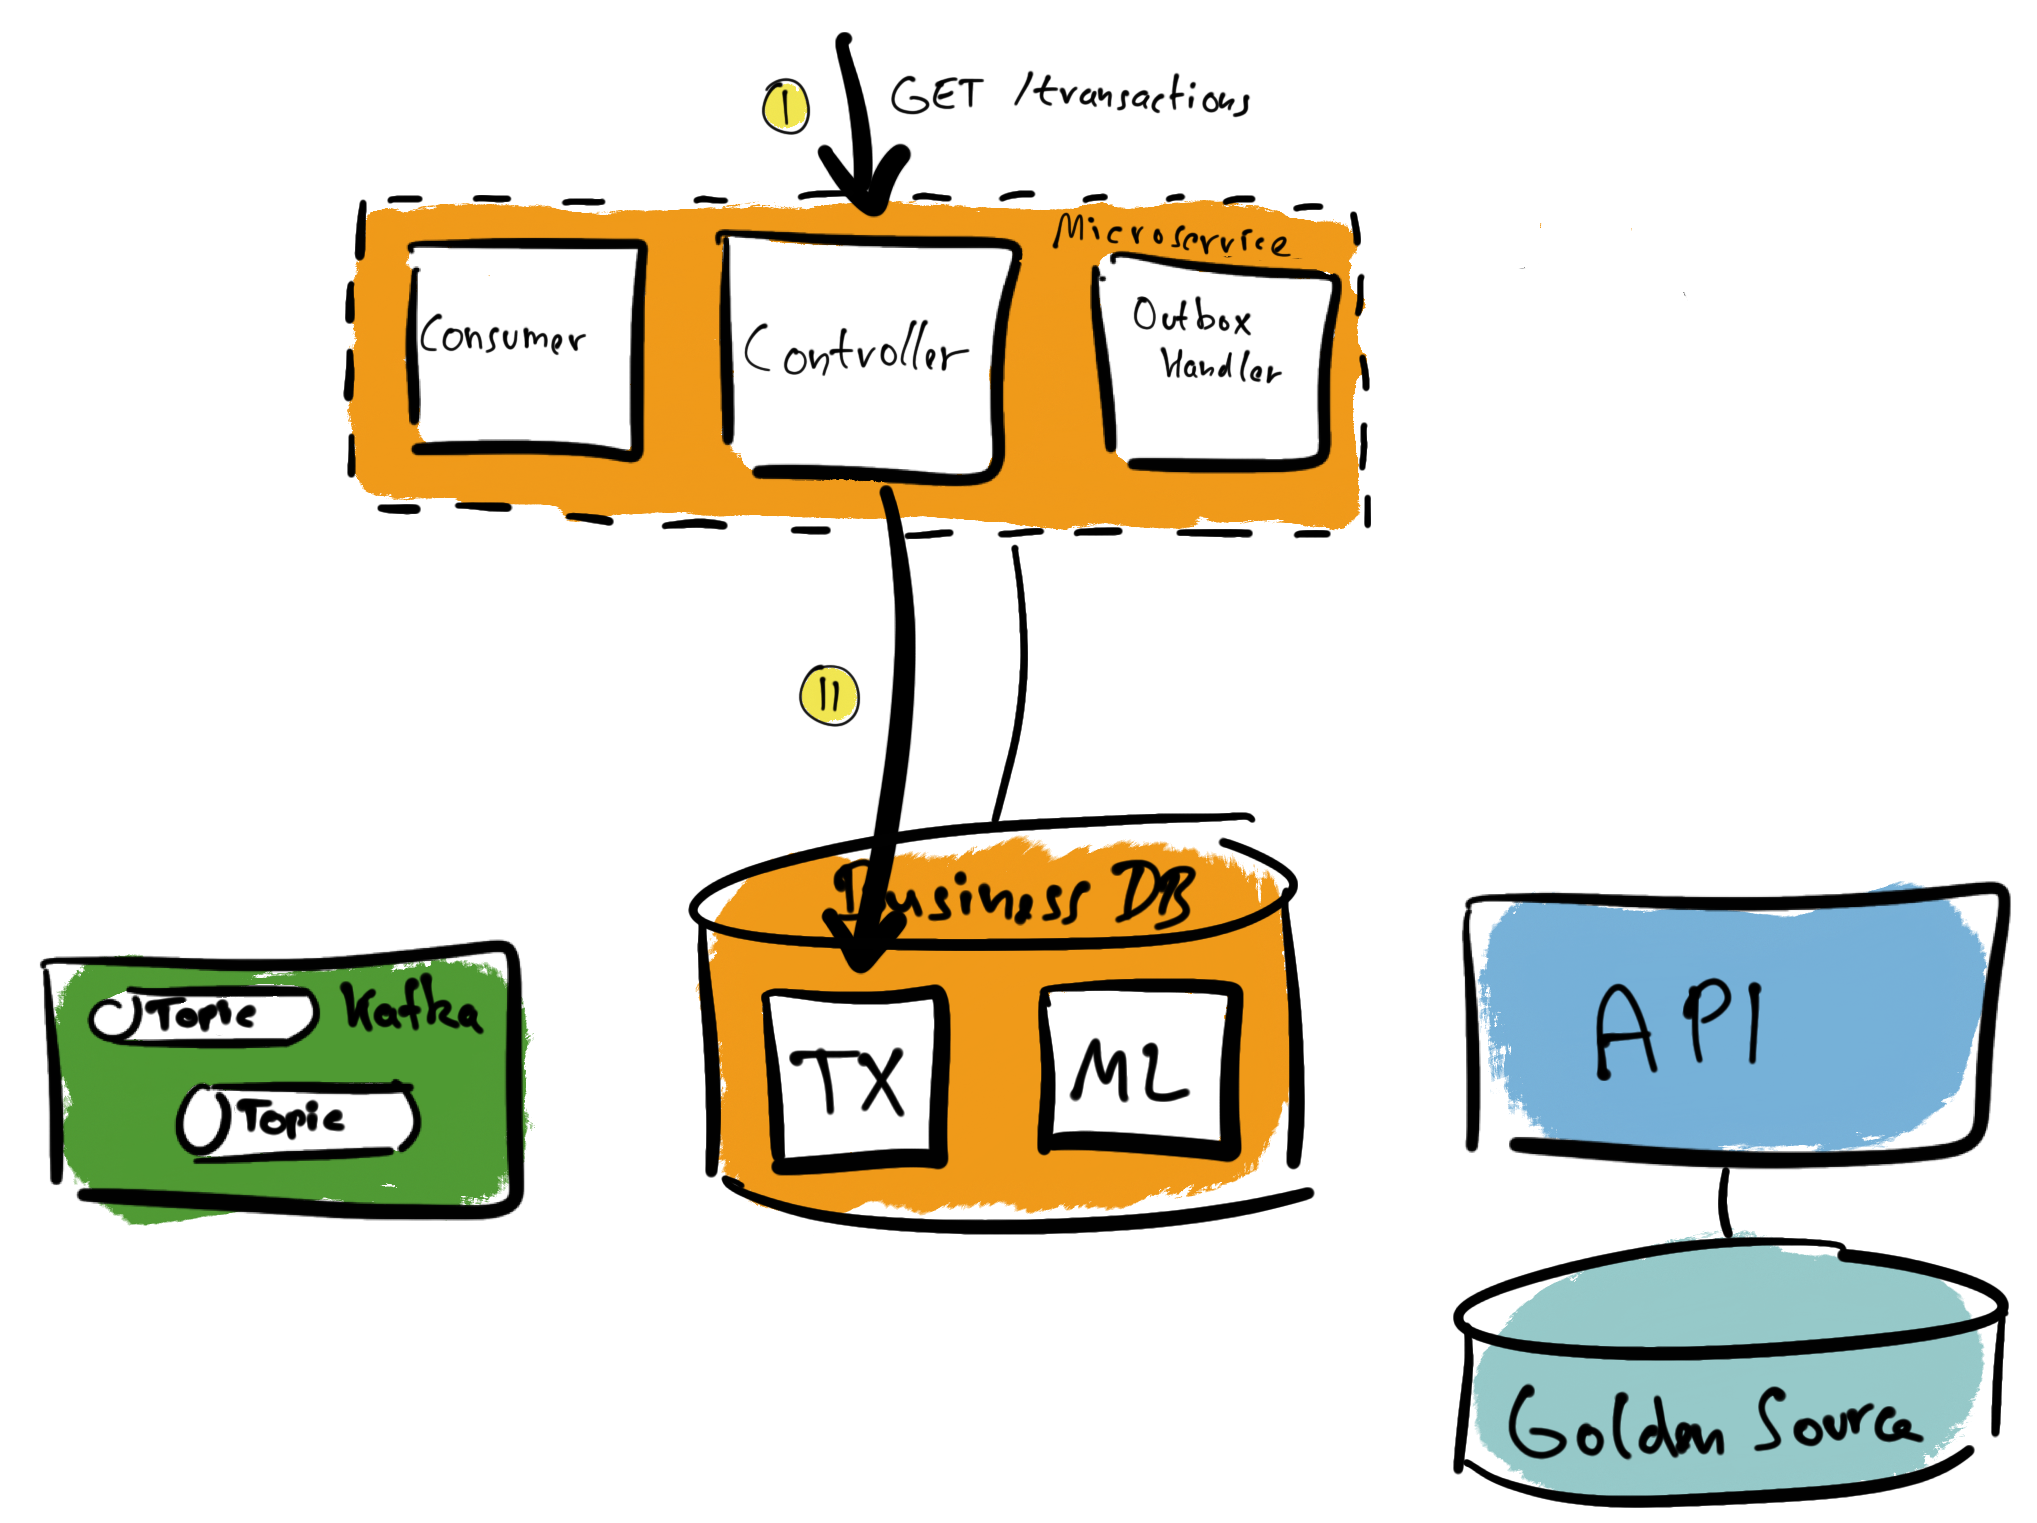 I
GET /transactions
Microservice
Consumer
Controller
Outbox
Handler
II
Business DB
TX
ML
Topic
Kafka
Topic
API
Golden Source